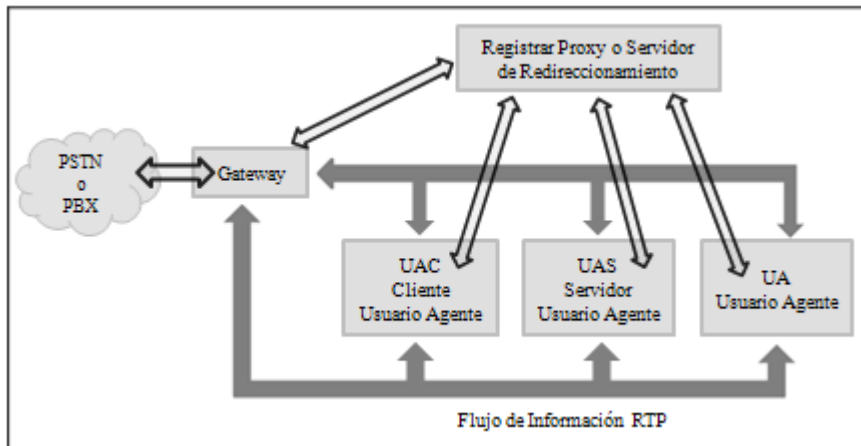 Registrar Proxy o Servidor
de Redireccionamiento
PSTN
o
PBX
Gateway
UAC
Cliente
Usuario Agente
UAS
Servidor
Usuario Agente
UA
Usuario Agente
Flujo de Información RTP